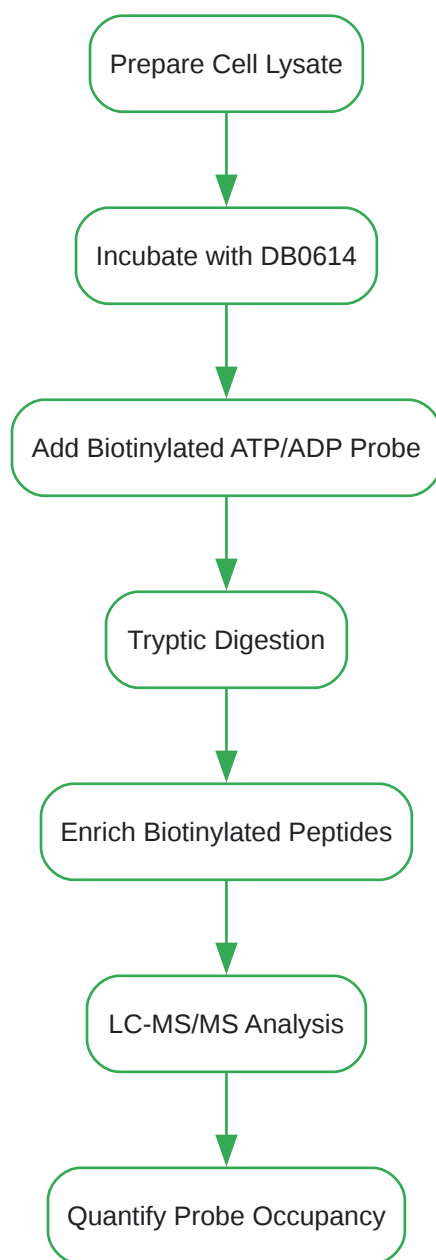 Prepare Cell Lysate
Incubate with DB0614
Add Biotinylated ATP/ADP Probe
Tryptic Digestion
Enrich Biotinylated Peptides
LC-MS/MS Analysis
Quantify Probe Occupancy